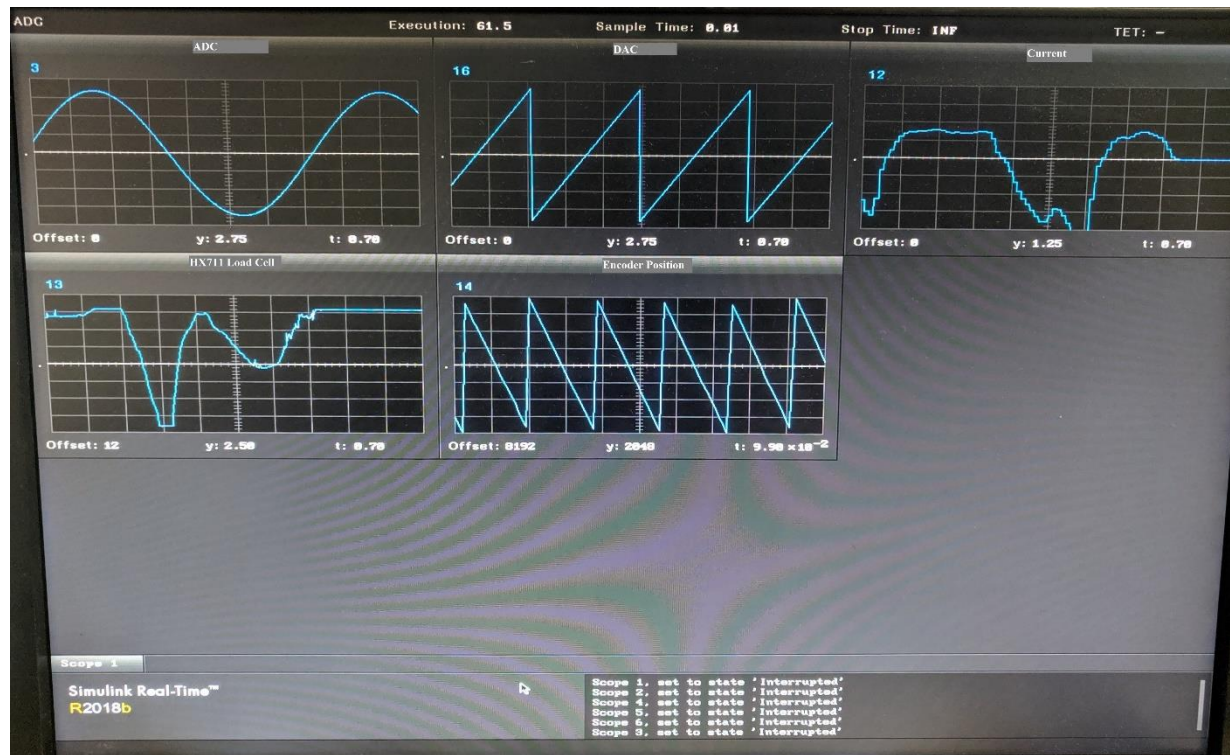 ADG Execution: 61.5 Sample Time: 0.01 Stop Time: INF TET: -
ADC
3
Offset: 0 y: 2.75 t: 0.70
DAC
16
Offset: 0 y: 2.75 t: 0.70
Current
12
Offset: 0 y: 1.25 t: 0.70
HX711 Load Cell
13
Offset: 12 y: 2.50 t: 0.70
Encoder Position
14
Offset: 8192 y: 2048 t: 9.90 ×10⁻²
Scope 1
Simulink Real-Time™
R2018b
Scope 1, set to state 'Interrupted'
Scope 2, set to state 'Interrupted'
Scope 4, set to state 'Interrupted'
Scope 5, set to state 'Interrupted'
Scope 6, set to state 'Interrupted'
Scope 3, set to state 'Interrupted'